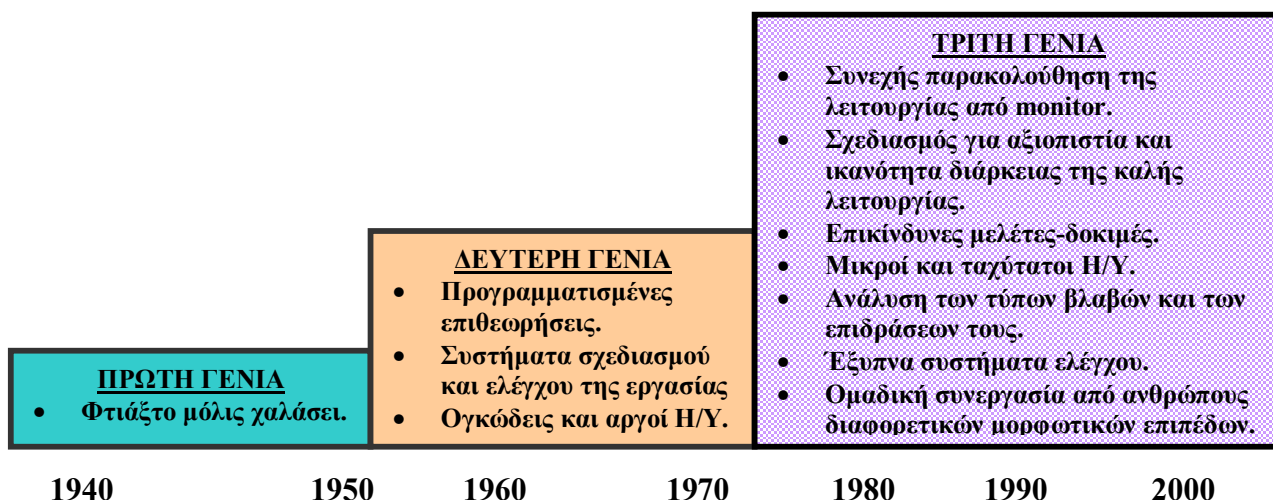 ΠΡΩΤΗ ΓΕΝΙΑ
• Φτιάξτο μόλις χαλάσει.
ΔΕΥΤΕΡΗ ΓΕΝΙΑ
• Προγραμματισμένες
επιθεωρήσεις.
• Συστήματα σχεδιασμού
και ελέγχου της εργασίας
• Ογκώδεις και αργοί Η/Υ.
ΤΡΙΤΗ ΓΕΝΙΑ
• Συνεχής παρακολούθηση της
λειτουργίας από monitor.
• Σχεδιασμός για αξιοπιστία και
ικανότητα διάρκειας της καλής
λειτουργίας.
• Επικίνδυνες μελέτες-δοκιμές.
• Μικροί και ταχύτατοι Η/Υ.
• Ανάλυση των τύπων βλαβών και των
επιδράσεων τους.
• Έξυπνα συστήματα ελέγχου.
• Ομαδική συνεργασία από ανθρώπους
διαφορετικών μορφωτικών επιπέδων.
1940 1950 1960 1970 1980 1990 2000